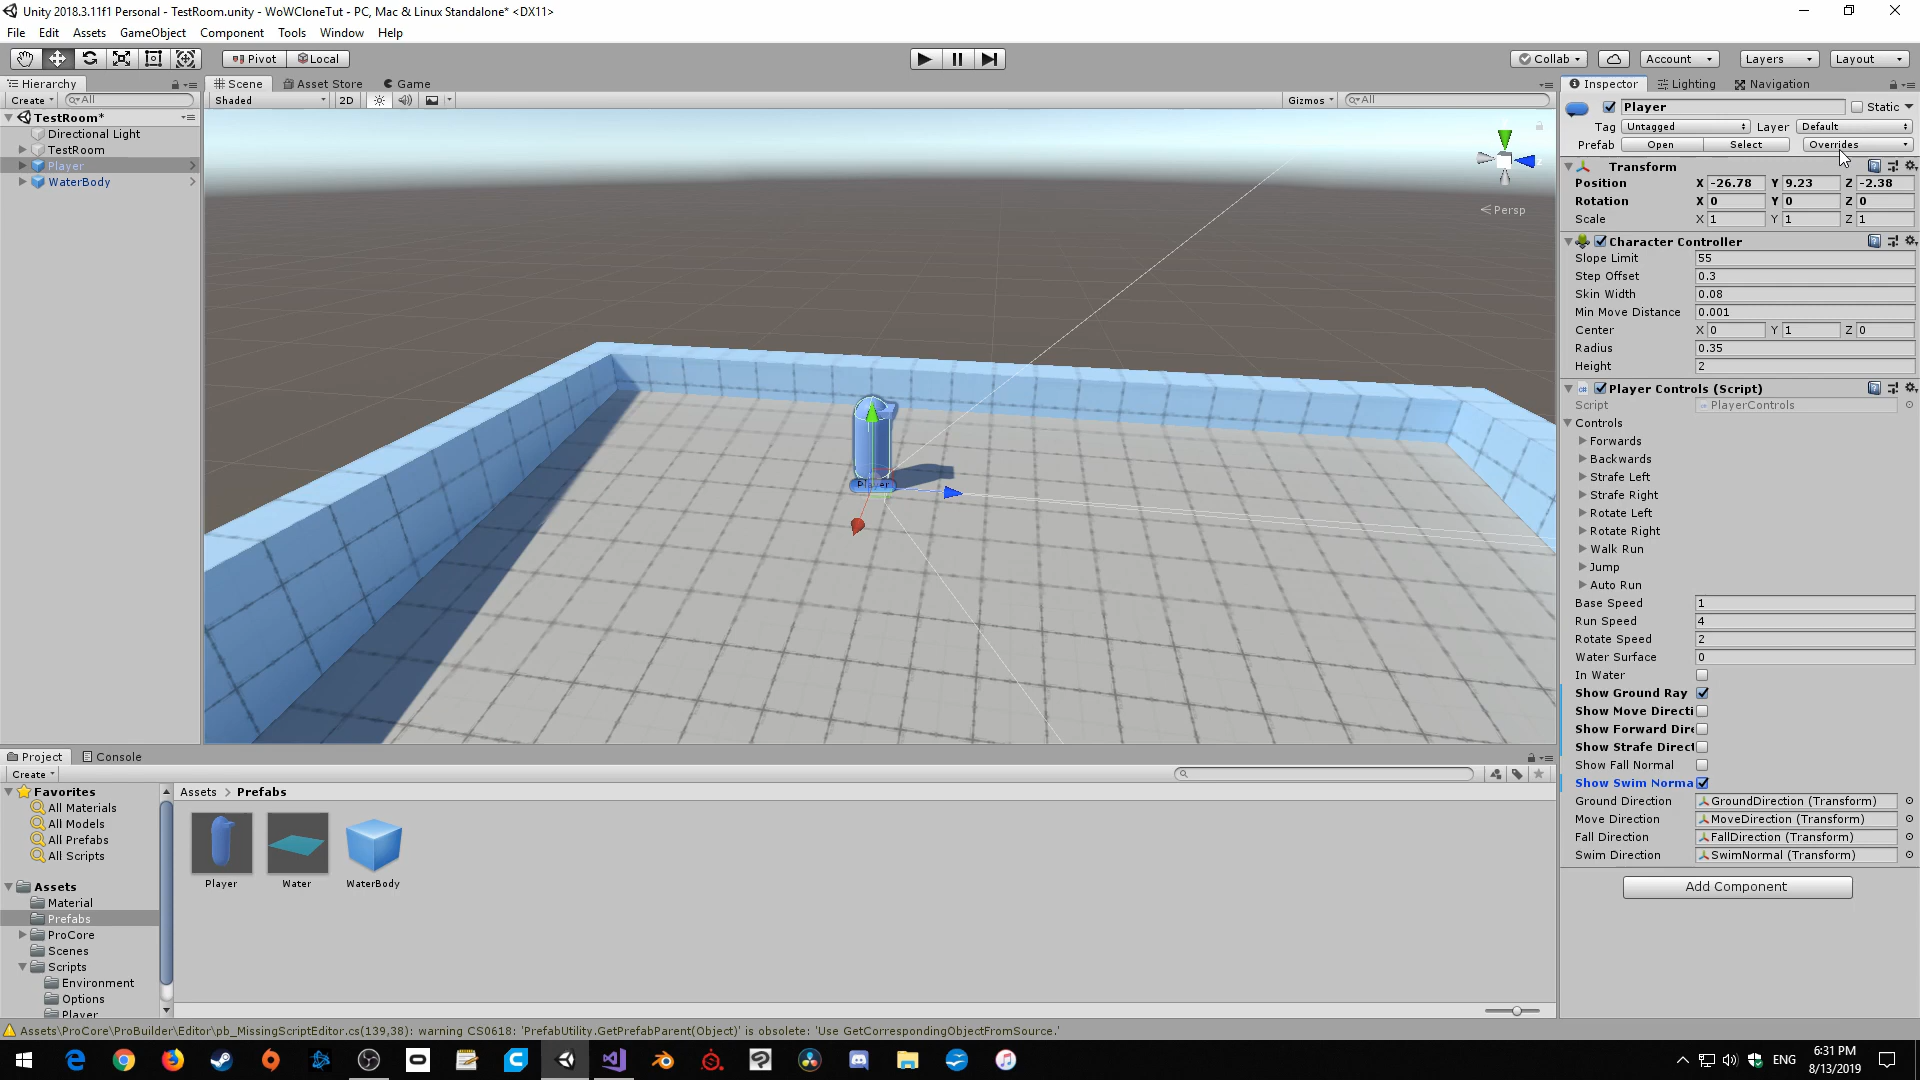 Unity 2018.3.11f1 Personal - TestRoom.unity - WoWCloneTut - PC, Mac & Linux Standalone* <DX11>
File Edit Assets GameObject Component Tools Window Help
Pivot Local Collab Account Layers Layout
Hierarchy Scene Asset Store Game Inspector Lighting Navigation
Create All Shaded 2D Gizmos All
TestRoom*
Directional Light
TestRoom
Player
WaterBody
Persp
Player
Player Static
Tag Untagged Layer Default
Prefab Open Select Overrides
Transform
Position X -26.78 Y 9.23 Z -2.38
Rotation X 0 Y 0 Z 0
Scale X 1 Y 1 Z 1
Character Controller
Slope Limit 55
Step Offset 0.3
Skin Width 0.08
Min Move Distance 0.001
Center X 0 Y 1 Z 0
Radius 0.35
Height 2
Player Controls (Script)
Script PlayerControls
Controls
Forwards
Backwards
Strafe Left
Strafe Right
Rotate Left
Rotate Right
Walk Run
Jump
Auto Run
Base Speed 1
Run Speed 4
Rotate Speed 2
Water Surface 0
In Water
Show Ground Ray
Show Move Directi
Show Forward Dire
Show Strafe Direct
Show Fall Normal
Show Swim Norma
Ground Direction GroundDirection (Transform)
Move Direction MoveDirection (Transform)
Fall Direction FallDirection (Transform)
Swim Direction SwimNormal (Transform)
Add Component
Project Console
Create
Favorites
All Materials
All Models
All Prefabs
All Scripts
Assets
Material
Prefabs
ProCore
Scenes
Scripts
Environment
Options
Player
Assets > Prefabs
Player Water WaterBody
Assets\ProCore\ProBuilder\Editor\pb_MissingScriptEditor.cs(139,38): warning CS0618: 'PrefabUtility.GetPrefabParent(Object)' is obsolete: 'Use GetCorrespondingObjectFromSource.'
ENG
6:31 PM
8/13/2019